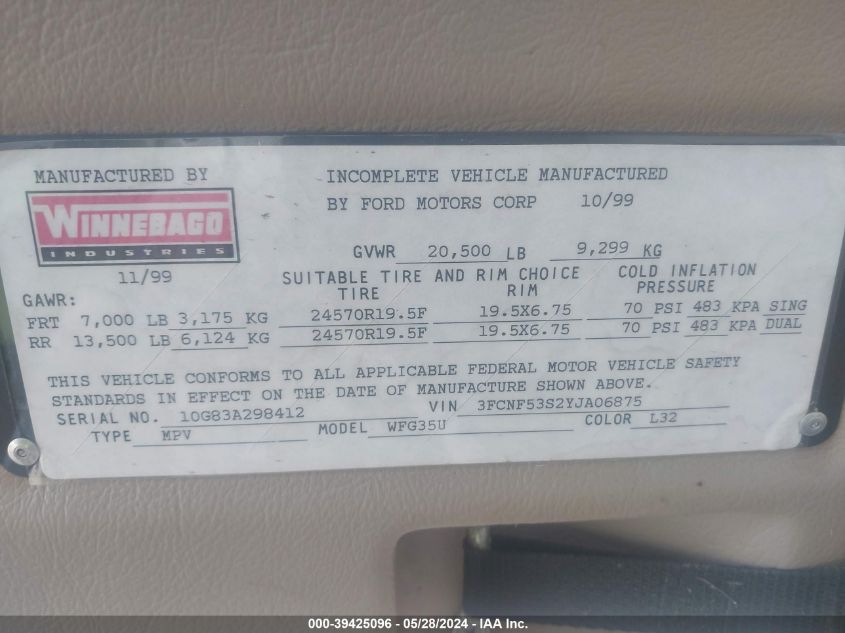 MANUFACTURED BY
INCOMPLETE VEHICLE MANUFACTURED
WINNEBAGO
INDUSTRIES
BY FORD MOTORS CORP 10/99
GVWR 20,500 LB 9,299 KG
11/99
SUITABLE TIRE AND RIM CHOICE
COLD INFLATION
GAWR:
TIRE RIM PRESSURE
FRT 7,000 LB 3,175 KG 24570R19.5F 19.5X6.75 70 PSI 483 KPA SING
RR 13,500 LB 6,124 KG 24570R19.5F 19.5X6.75 70 PSI 483 KPA DUAL
THIS VEHICLE CONFORMS TO ALL APPLICABLE FEDERAL MOTOR VEHICLE SAFETY
STANDARDS IN EFFECT ON THE DATE OF MANUFACTURE SHOWN ABOVE.
SERIAL NO. 10G83A298412 VIN 3FCNF53S2YJA06875
TYPE MPV MODEL WFG35U COLOR L32
000-39425096 - 05/28/2024 - IAA Inc.